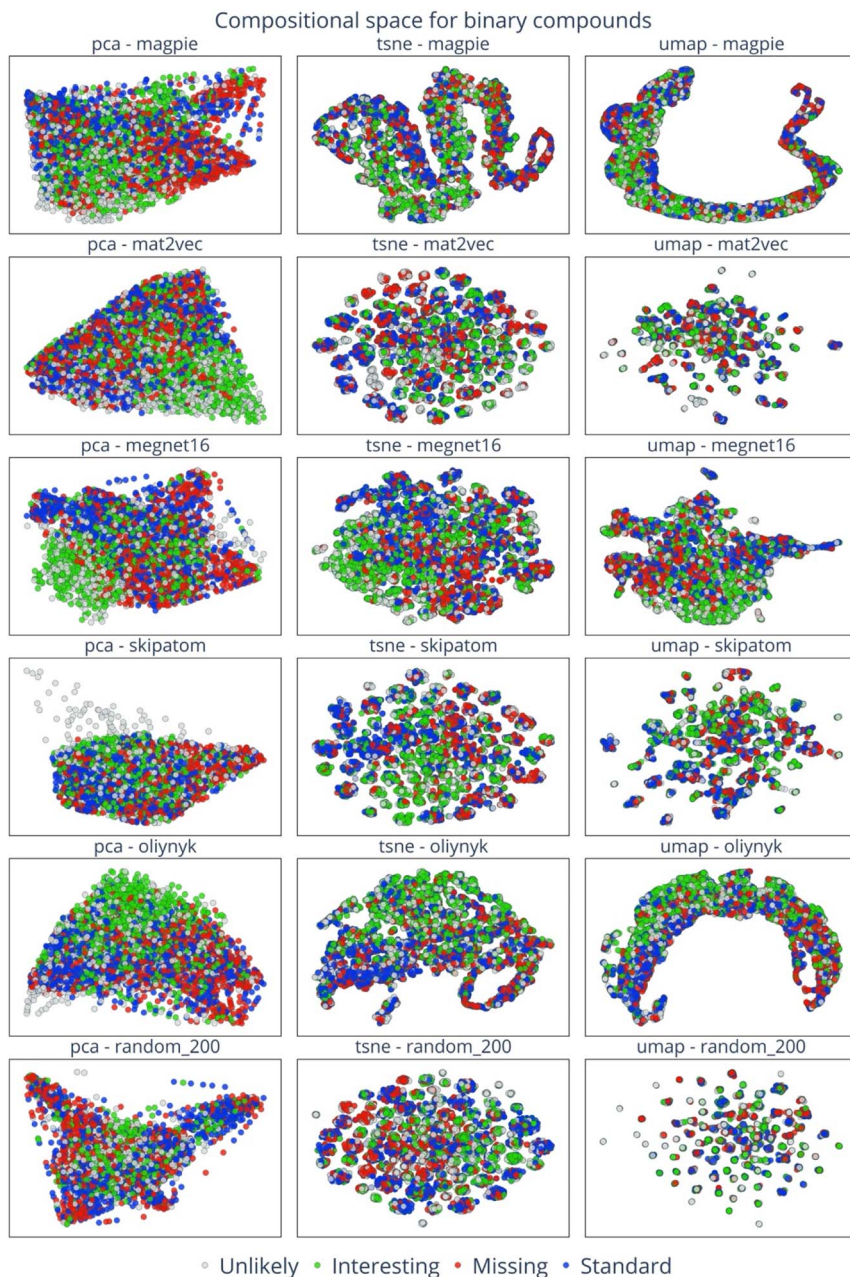 Compositional space for binary compounds
pca - magpie
tsne - magpie
umap - magpie
pca - mat2vec
tsne - mat2vec
umap - mat2vec
pca - megnet16
tsne - megnet16
umap - megnet16
pca - skipatom
tsne - skipatom
umap - skipatom
pca - oliynyk
tsne - oliynyk
umap - oliynyk
pca - random_200
tsne - random_200
umap - random_200
Unlikely Interesting Missing Standard